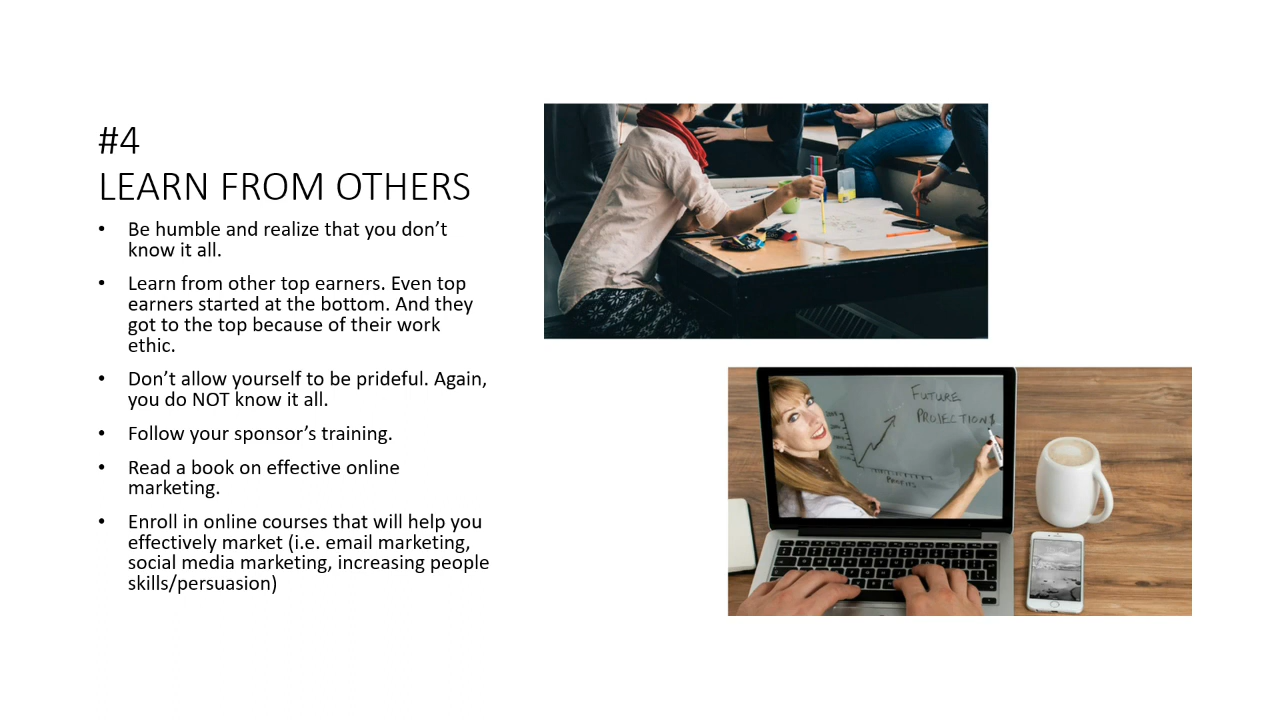 #4
LEARN FROM OTHERS
• Be humble and realize that you don’t
know it all.
• Learn from other top earners. Even top
earners started at the bottom. And they
got to the top because of their work
ethic.
• Don’t allow yourself to be prideful. Again,
you do NOT know it all.
• Follow your sponsor’s training.
• Read a book on effective online
marketing.
• Enroll in online courses that will help you
effectively market (i.e. email marketing,
social media marketing, increasing people
skills/persuasion)
FUTURE
PROJECTIONS
PROFITS